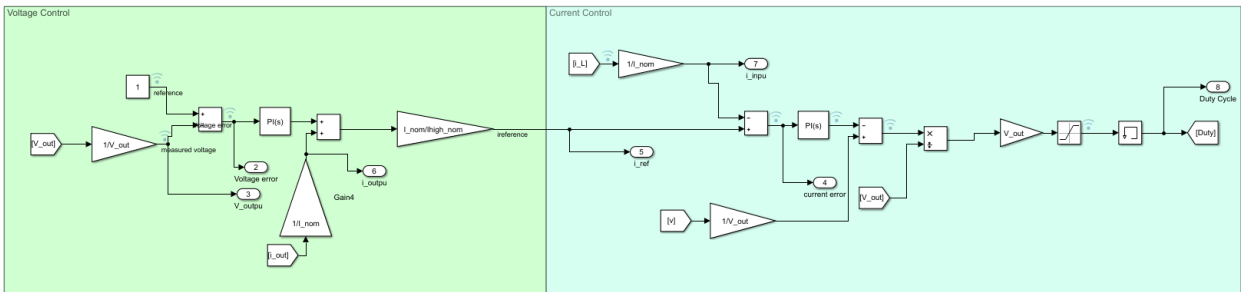 Voltage Control
Current Control
[i_L]
1/I_nom
7
i_inpu
8
Duty Cycle
1
reference
+
PI(s)
+
+
I_nom/Ihigh_nom
ireference
−
+
PI(s)
−
+
×
÷
V_out
[Duty]
[V_out]
1/V_out
measured voltage
oltage error
2
Voltage error
3
V_outpu
6
i_outpu
Gain4
1/I_nom
[i_out]
5
i_ref
4
current error
[V_out]
[v]
1/V_out